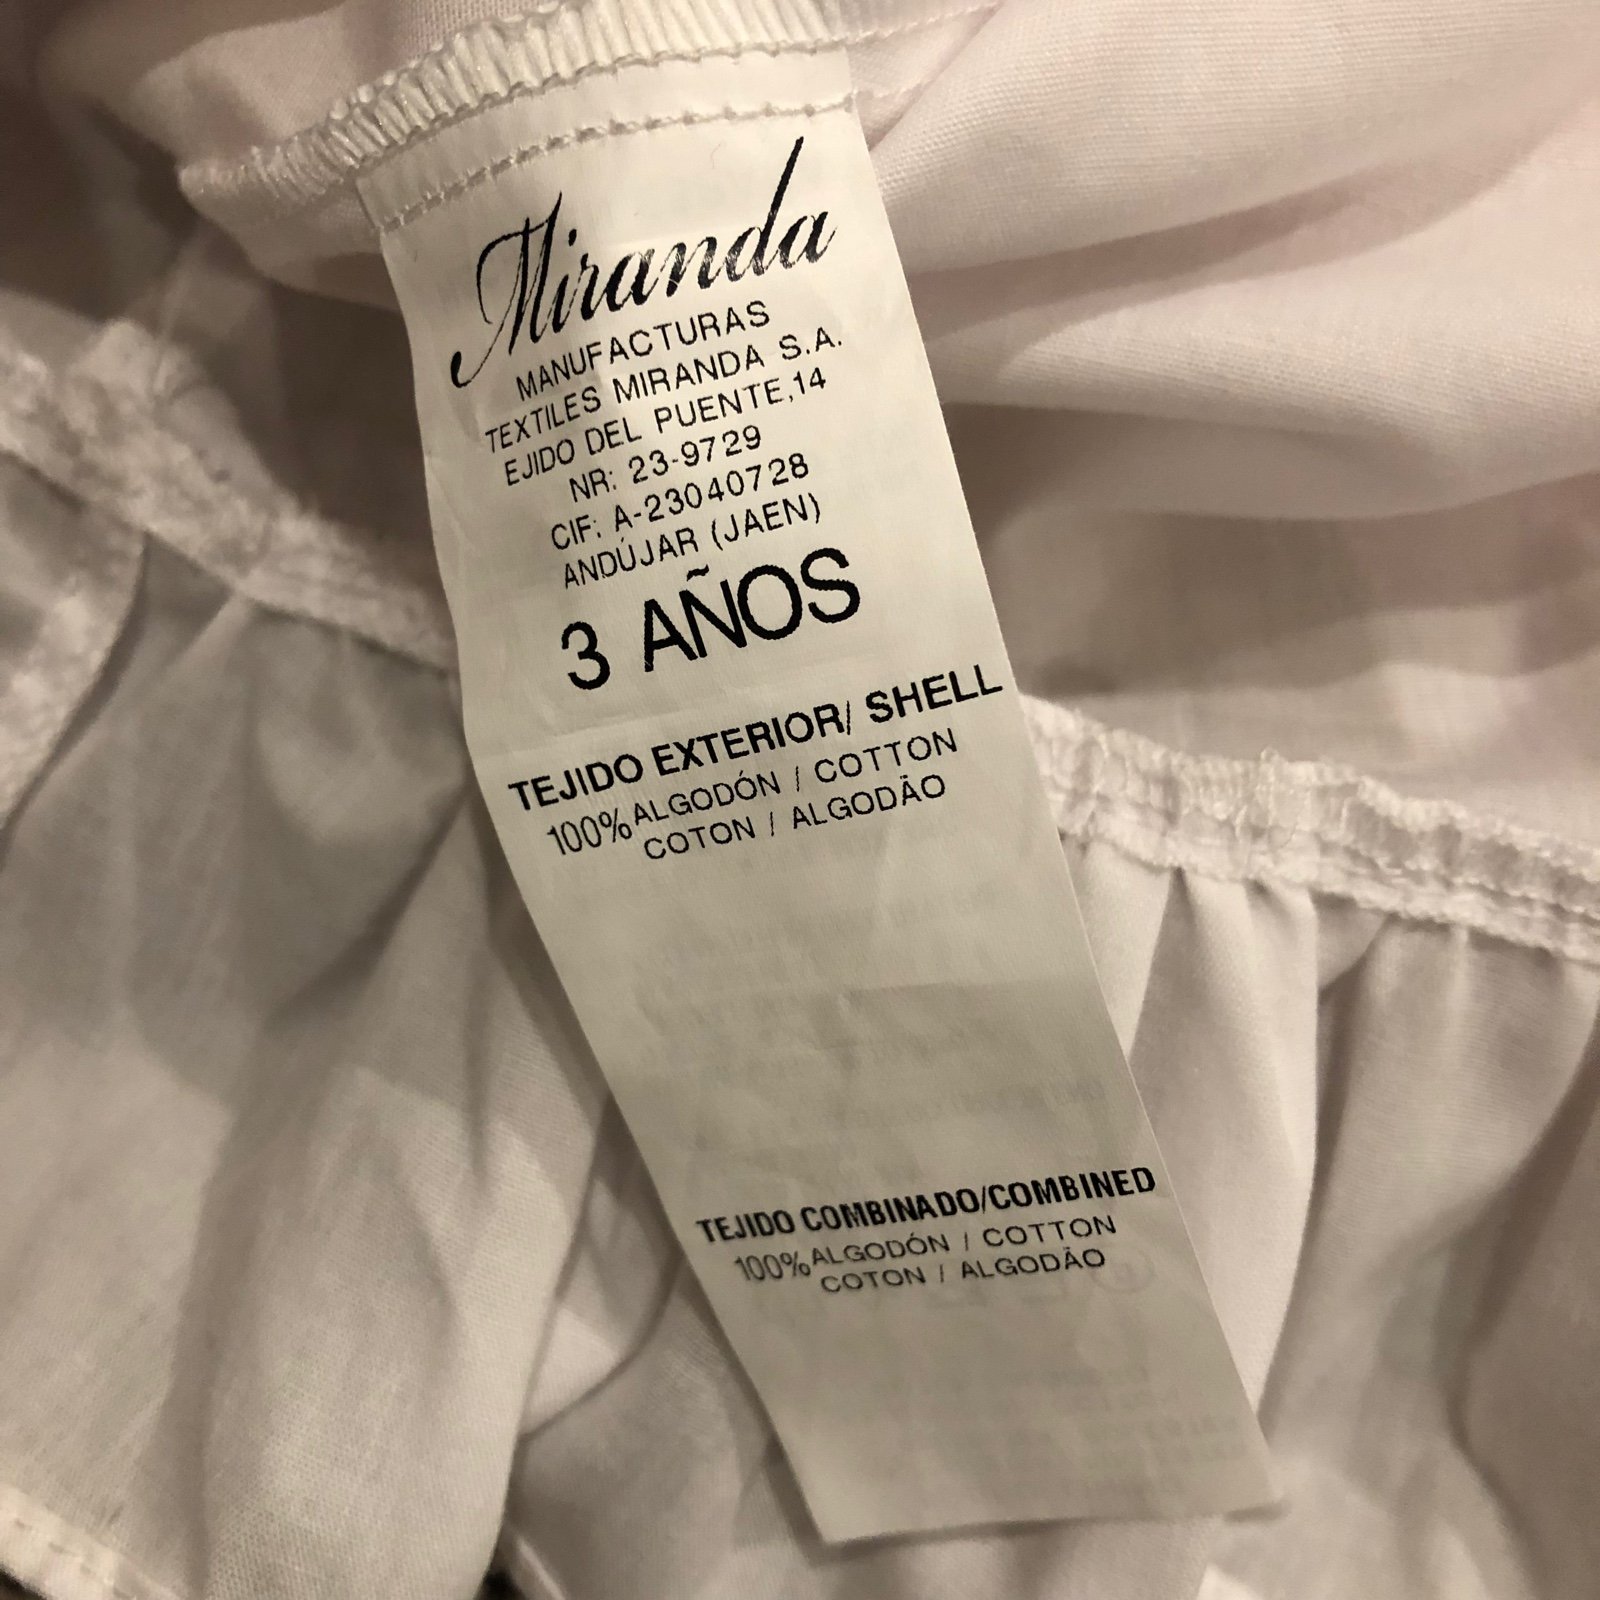 Miranda
MANUFACTURAS
TEXTILES MIRANDA S.A.
EJIDO DEL PUENTE,14
NR: 23-9729
CIF: A-23040728
ANDÚJAR (JAEN)
3 AÑOS
TEJIDO EXTERIOR/ SHELL
100% ALGODÓN / COTTON
COTON / ALGODÃO
TEJIDO COMBINADO/COMBINED
100% ALGODÓN / COTTON
COTON / ALGODÃO